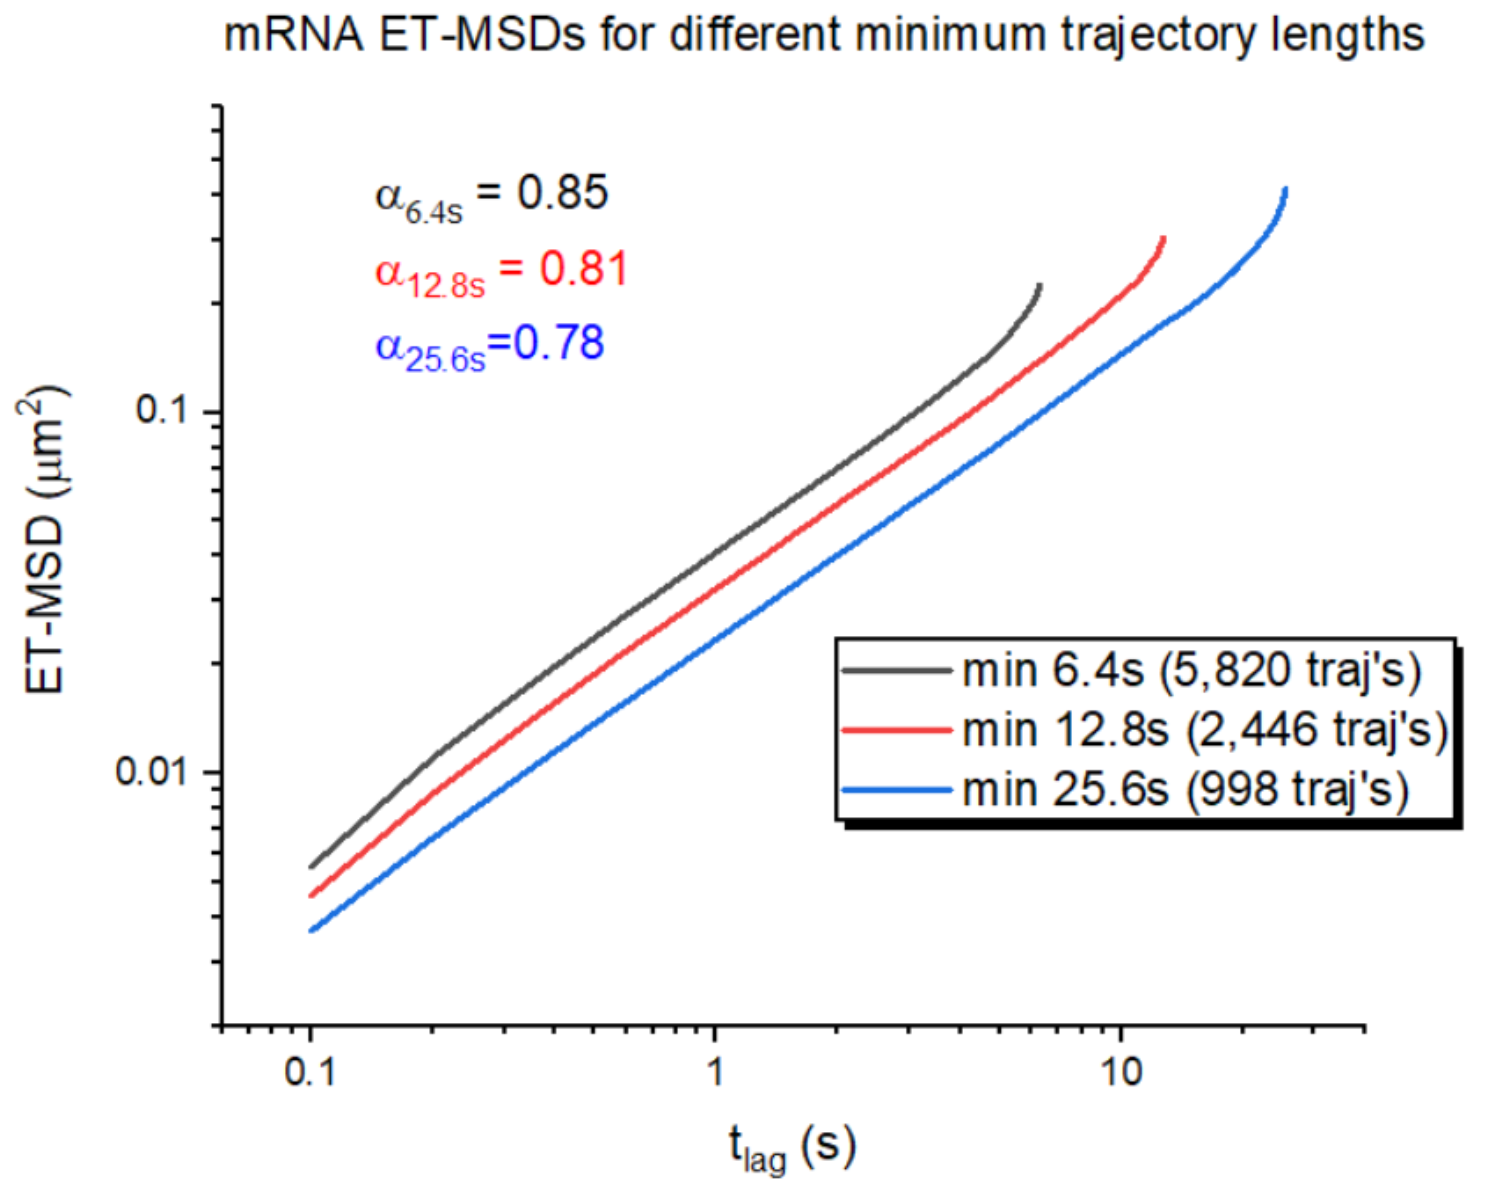 mRNA ET-MSDs for different minimum trajectory lengths
α6.4s = 0.85
α12.8s = 0.81
α25.6s=0.78
ET-MSD (μm²)
0.1
0.01
min 6.4s (5,820 traj's)
min 12.8s (2,446 traj's)
min 25.6s (998 traj's)
0.1 1 10
tlag (s)